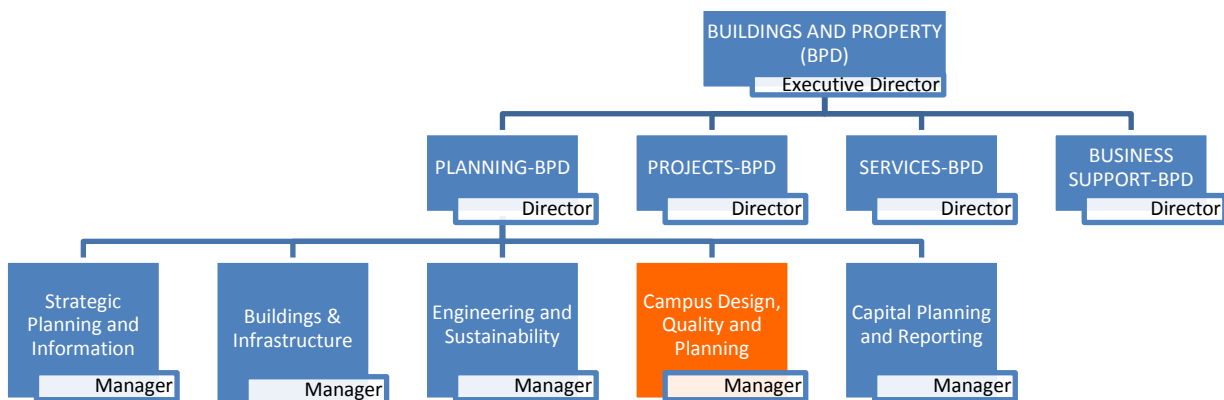 BUILDINGS AND PROPERTY
(BPD)
Executive Director
PLANNING-BPD
Director
PROJECTS-BPD
Director
SERVICES-BPD
Director
BUSINESS
SUPPORT-BPD
Director
Strategic
Planning and
Information
Manager
Buildings &
Infrastructure
Manager
Engineering and
Sustainability
Manager
Campus Design,
Quality and
Planning
Manager
Capital Planning
and Reporting
Manager